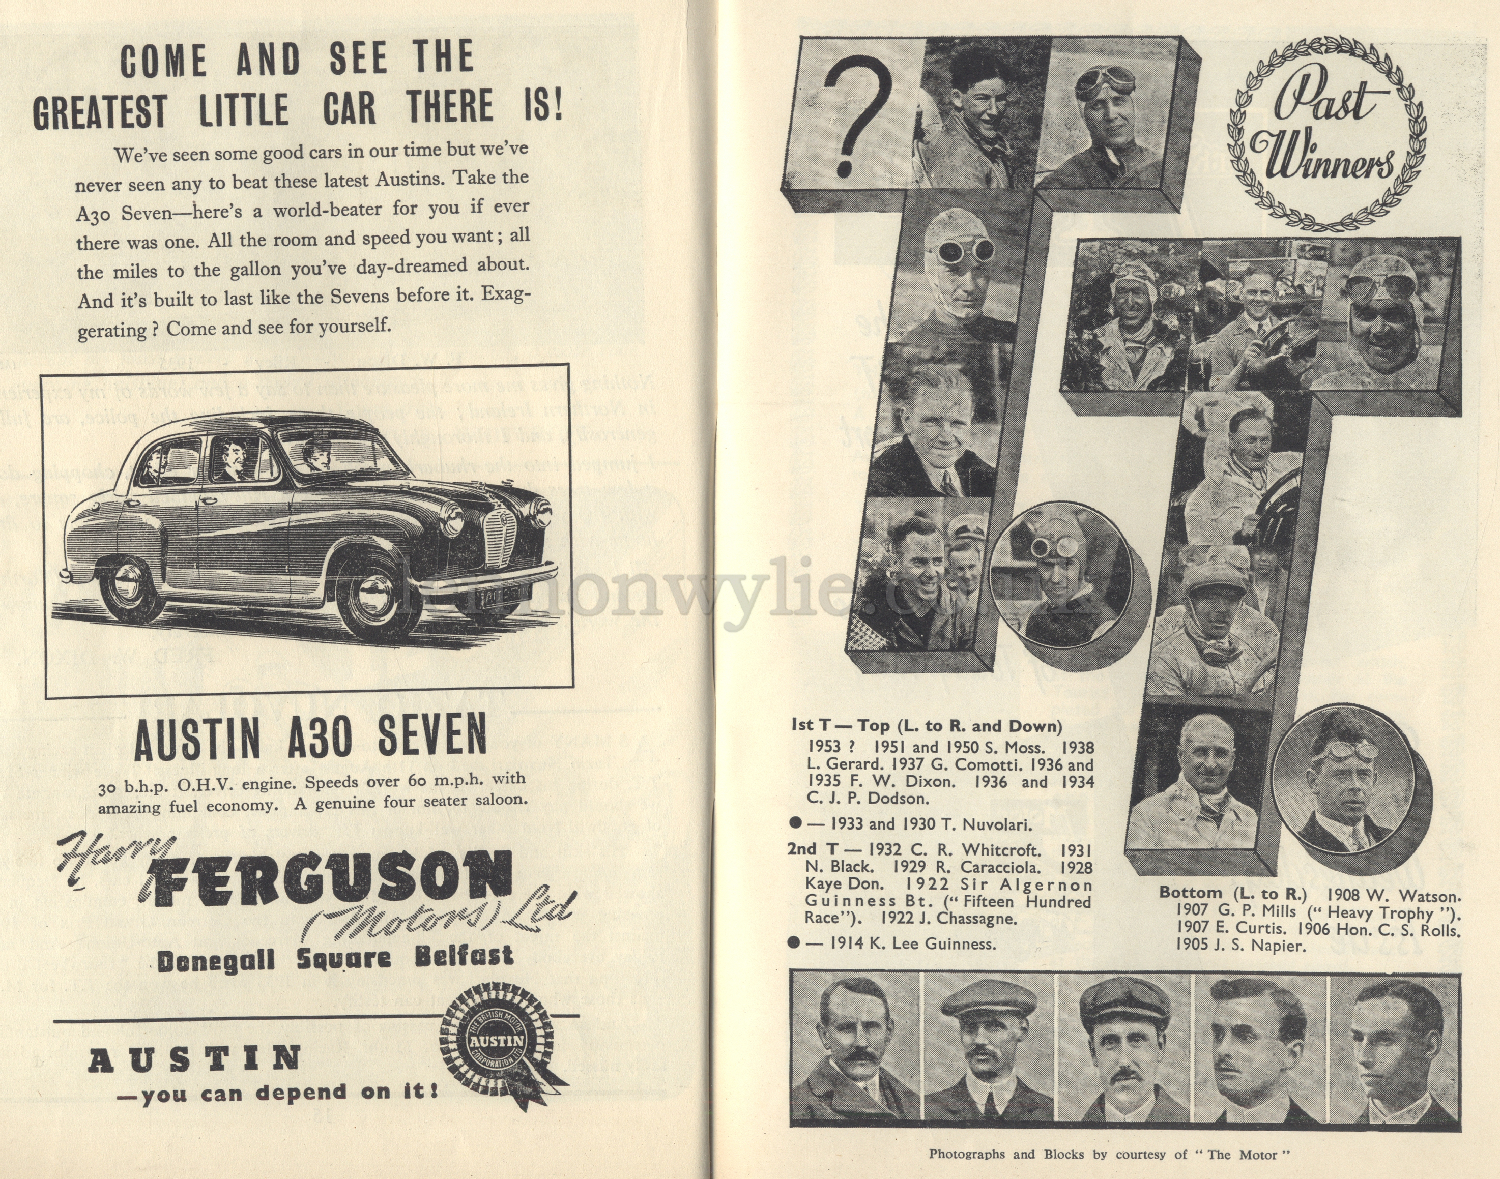 COME AND SEE THE
GREATEST LITTLE CAR THERE IS!
We've seen some good cars in our time but we've
never seen any to beat these latest Austins. Take the
A30 Seven—here's a world-beater for you if ever
there was one. All the room and speed you want; all
the miles to the gallon you've day-dreamed about.
And it's built to last like the Sevens before it. Exag-
gerating? Come and see for yourself.
AUSTIN A30 SEVEN
30 b.h.p. O.H.V. engine. Speeds over 60 m.p.h. with
amazing fuel economy. A genuine four seater saloon.
Harry
FERGUSON
(Motors) Ltd
Donegall Square Belfast
THE BRITISH MOTOR
AUSTIN
CORPORATION LTD
AUSTIN
—you can depend on it!
?
Past
Winners
1st T — Top (L. to R. and Down)
1953 ? 1951 and 1950 S. Moss. 1938
L. Gerard. 1937 G. Comotti. 1936 and
1935 F. W. Dixon. 1936 and 1934
C. J. P. Dodson.
● — 1933 and 1930 T. Nuvolari.
2nd T — 1932 C. R. Whitcroft. 1931
N. Black. 1929 R. Caracciola. 1928
Kaye Don. 1922 Sir Algernon
Guinness Bt. ("Fifteen Hundred
Race"). 1922 J. Chassagne.
● — 1914 K. Lee Guinness.
Bottom (L. to R.) 1908 W. Watson.
1907 G. P. Mills ("Heavy Trophy").
1907 E. Curtis. 1906 Hon. C. S. Rolls.
1905 J. S. Napier.
Photographs and Blocks by courtesy of "The Motor"